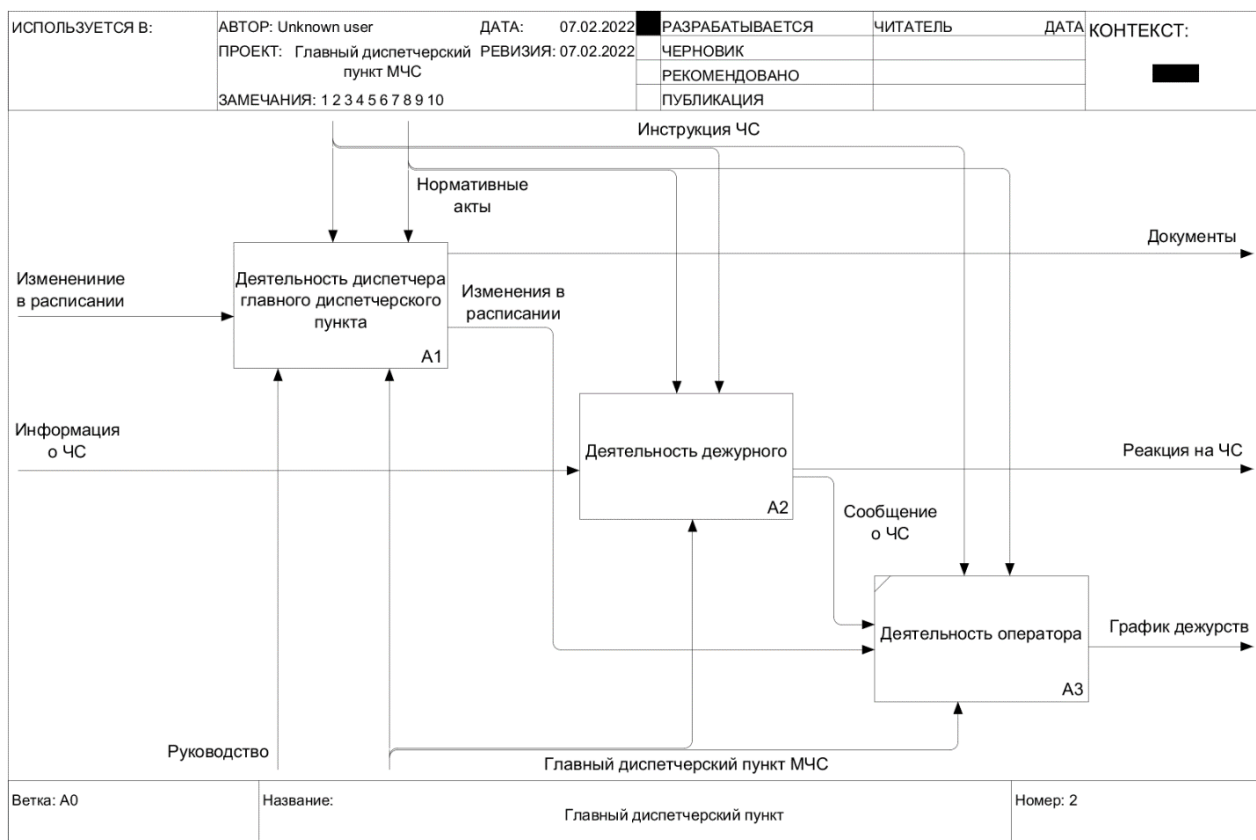 ИСПОЛЬЗУЕТСЯ В:
АВТОР: Unknown user
ДАТА: 07.02.2022
РАЗРАБАТЫВАЕТСЯ
ЧИТАТЕЛЬ
ДАТА
КОНТЕКСТ:
ПРОЕКТ: Главный диспетчерский
пункт МЧС
РЕВИЗИЯ: 07.02.2022
ЧЕРНОВИК
РЕКОМЕНДОВАНО
ЗАМЕЧАНИЯ: 1 2 3 4 5 6 7 8 9 10
ПУБЛИКАЦИЯ
Инструкция ЧС
Нормативные
акты
Документы
Изменениние
в расписании
Деятельность диспетчера
главного диспетчерского
пункта
A1
Изменения в
расписании
Информация
о ЧС
Деятельность дежурного
A2
Реакция на ЧС
Сообщение
о ЧС
Деятельность оператора
A3
График дежурств
Руководство
Главный диспетчерский пункт МЧС
Ветка: A0
Название:
Главный диспетчерский пункт
Номер: 2